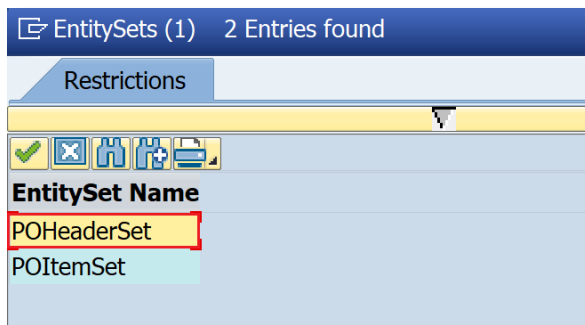 EntitySets (1) 2 Entries found
Restrictions
EntitySet Name
POHeaderSet
POItemSet